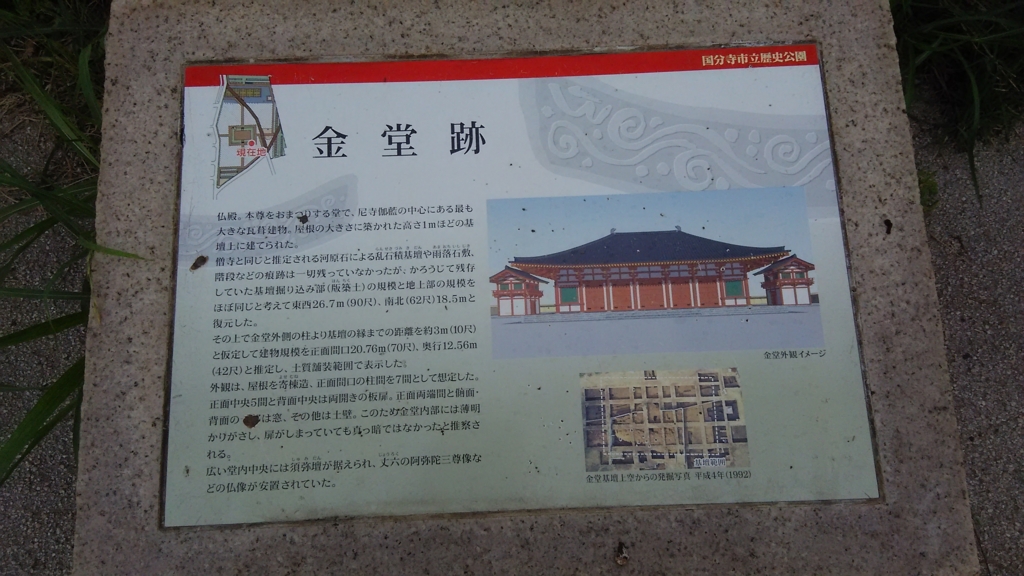 国分寺市立歴史公園
現在地
金堂跡
仏殿。本尊をおまつりする堂で、尼寺伽藍の中心にある最も
大きな瓦葺建物。屋根の大きさに築かれた高さ1mほどの基
壇上に建てられた。
僧寺と同じと推定される河原石による乱石積基壇や雨落石敷、
階段などの痕跡は一切残っていなかったが、かろうじて残存
していた基壇掘り込み部(版築土)の規模と地上部の規模を
ほぼ同じと考えて東西26.7m(90尺)、南北(62尺)18.5mと
復元した。
その上で金堂外側の柱より基壇の縁までの距離を約3m(10尺)
と仮定して建物規模を正面間口20.76m(70尺)、奥行12.56m
(42尺)と推定し、土質舗装範囲で表示した。
外観は、屋根を寄棟造、正面間口の柱間を7間として想定した。
正面中央5間と背面中央は両開きの板扉。正面両端間と側面・
背面の は窓、その他は土壁。このため金堂内部には薄明
かりがさし、扉がしまっていても真っ暗ではなかったと推察さ
れる。
広い堂内中央には須弥壇が据えられ、丈六の阿弥陀三尊像な
どの仏像が安置されていた。
金堂外観イメージ
基壇範囲
金堂基壇上空からの発掘写真 平成4年(1992)